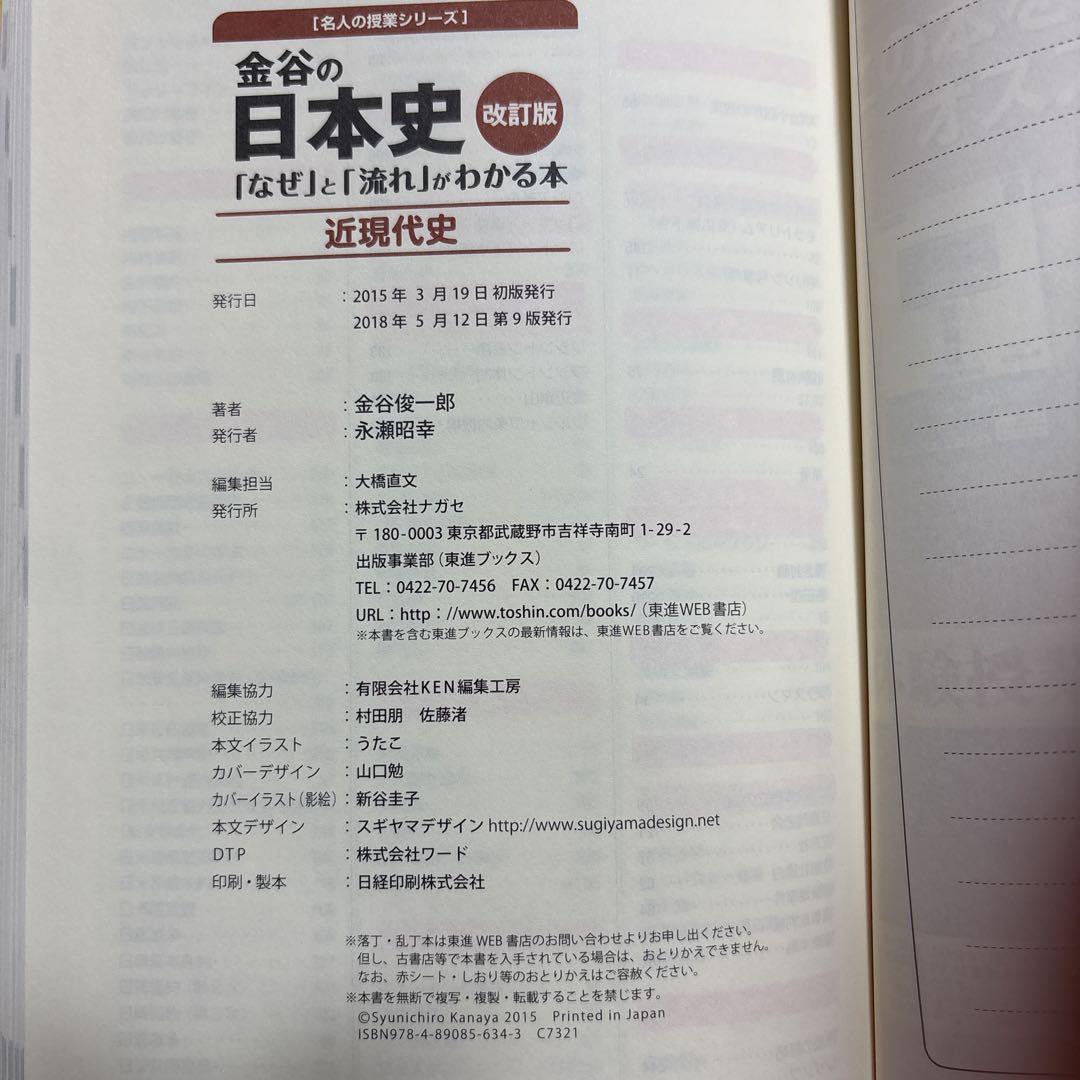 [名人の授業シリーズ]
金谷の
日本史
改訂版
「なぜ」と「流れ」がわかる本
近現代史
発行日 : 2015年 3月19日 初版発行
2018年 5月12日 第9版発行
著者 : 金谷俊一郎
発行者 : 永瀬昭幸
編集担当 : 大橋直文
発行所 : 株式会社ナガセ
〒180-0003 東京都武蔵野市吉祥寺南町1-29-2
出版事業部（東進ブックス）
TEL：0422-70-7456 FAX：0422-70-7457
URL：http：//www.toshin.com/books/（東進WEB書店）
※本書を含む東進ブックスの最新情報は、東進WEB書店をご覧ください。
編集協力 : 有限会社KEN編集工房
校正協力 : 村田朋 佐藤渚
本文イラスト : うたこ
カバーデザイン : 山口勉
カバーイラスト（影絵） : 新谷圭子
本文デザイン : スギヤマデザイン http://www.sugiyamadesign.net
DTP : 株式会社ワード
印刷・製本 : 日経印刷株式会社
※落丁・乱丁本は東進WEB書店のお問い合わせよりお申し出ください。
但し、古書店等で本書を入手されている場合は、おとりかえできません。
なお、赤シート・しおり等のおとりかえはご容赦ください。
※本書を無断で複写・複製・転載することを禁じます。
©Syunichiro Kanaya 2015 Printed in Japan
ISBN978-4-89085-634-3 C7321